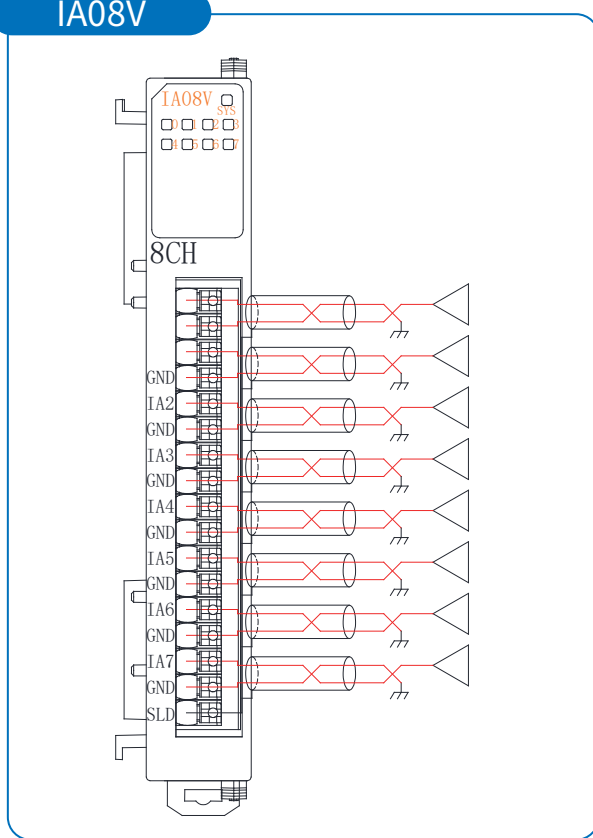 IA08V
IA08V
SYS
0 1 2 3
4 5 6 7
8CH
GND
IA2
GND
IA3
GND
IA4
GND
IA5
GND
IA6
GND
IA7
GND
SLD